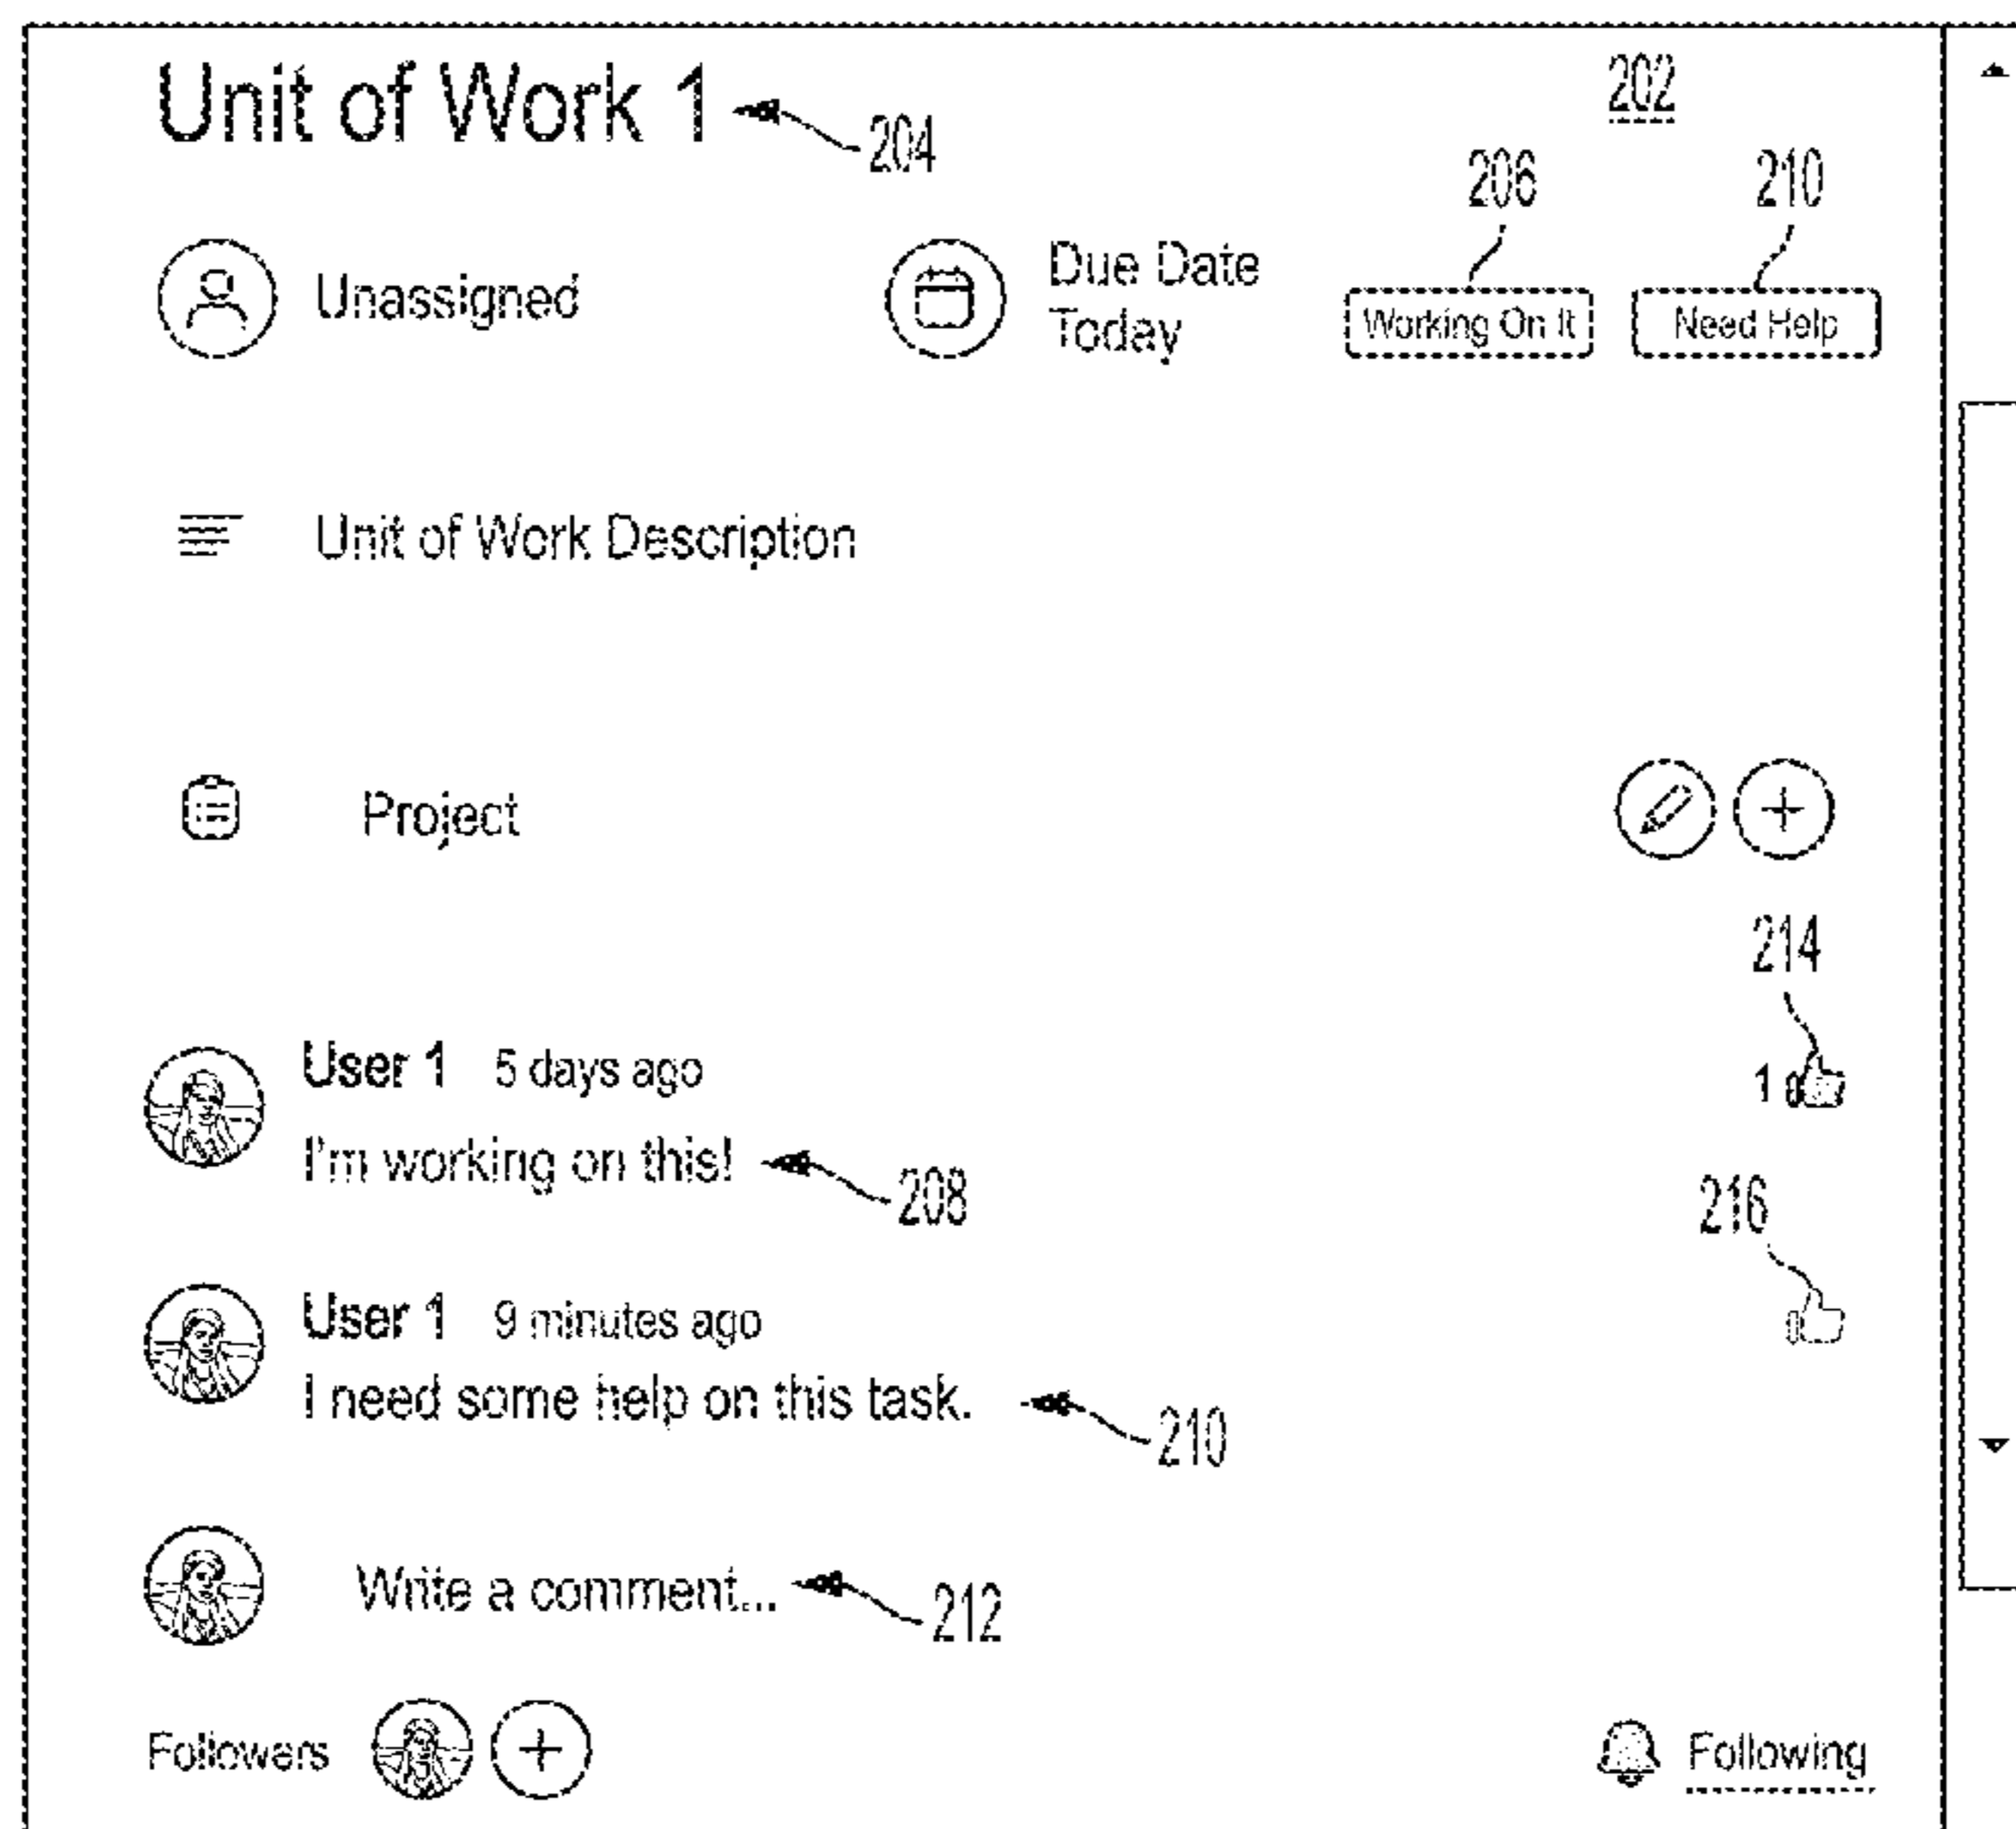 Unit of Work 1
204
202
206
210
Unassigned
Due Date
Today
Working On It
Need Help
Unit of Work Description
Project
214
User 1 5 days ago
1
I'm working on this!
208
216
User 1 9 minutes ago
I need some help on this task.
210
Write a comment...
212
Followers
Following